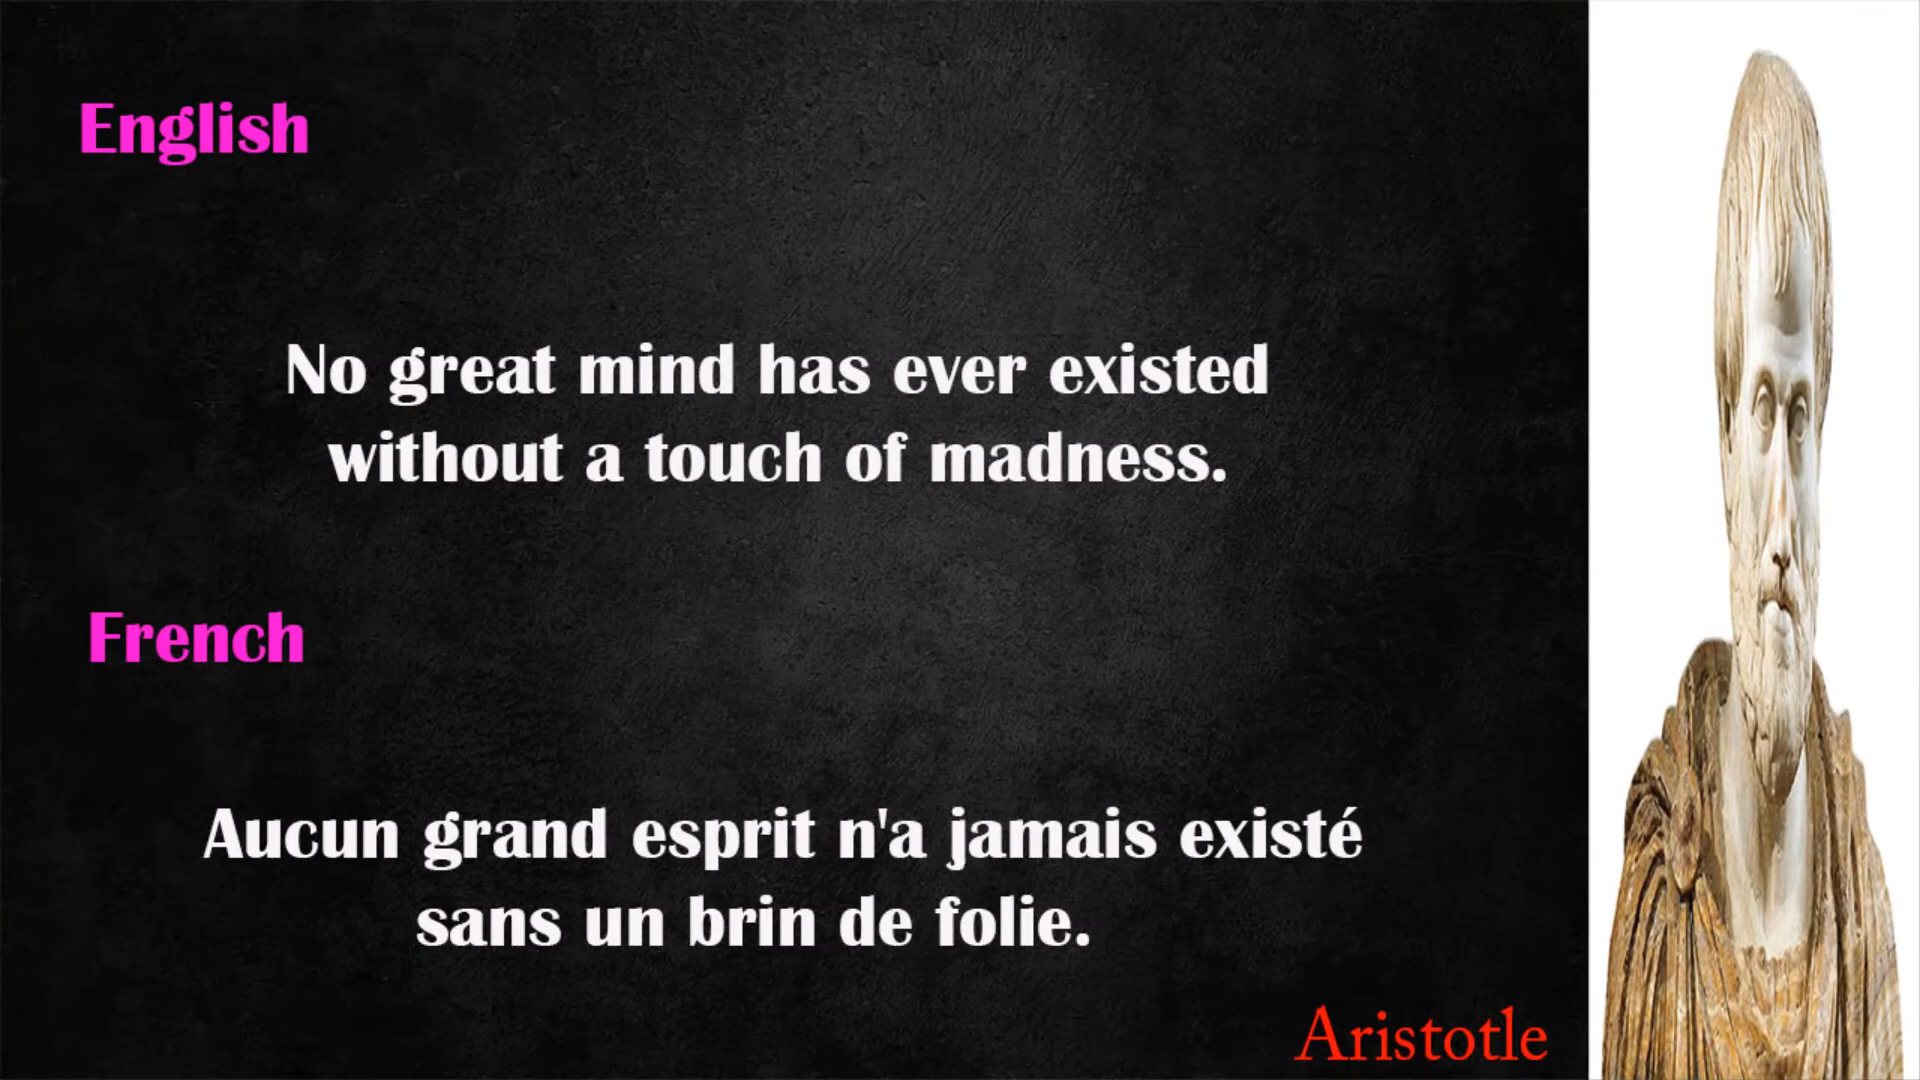 English
No great mind has ever existed
without a touch of madness.
French
Aucun grand esprit n'a jamais existé
sans un brin de folie.
Aristotle